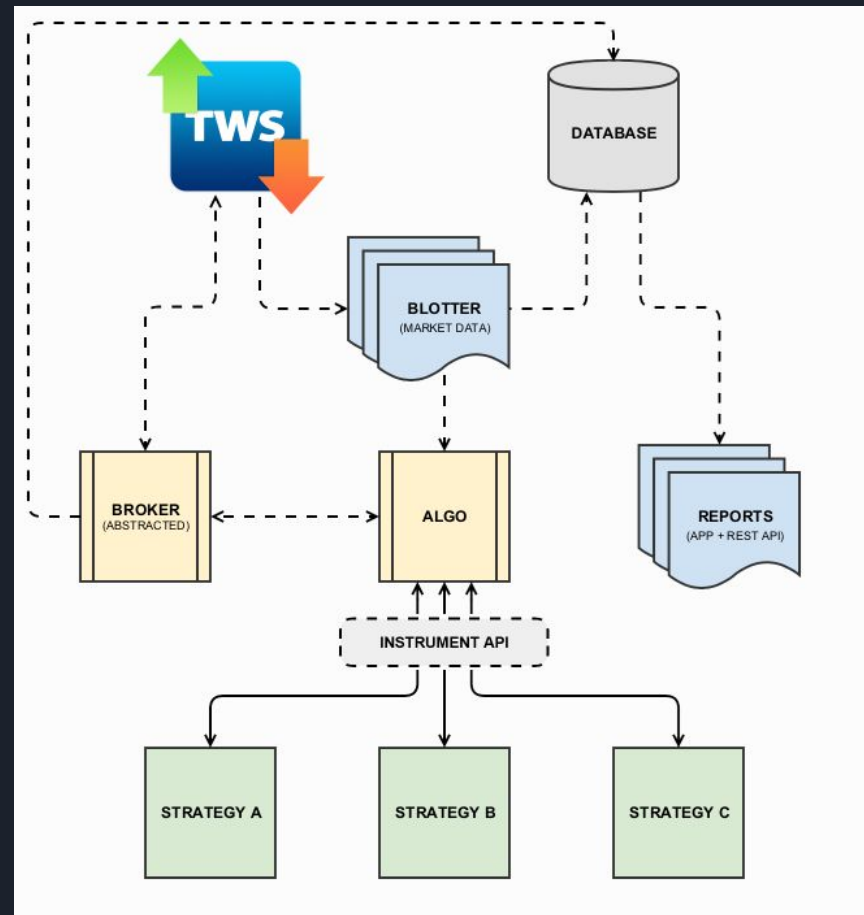 TWS
DATABASE
BLOTTER
(MARKET DATA)
BROKER
(ABSTRACTED)
ALGO
REPORTS
(APP + REST API)
INSTRUMENT API
STRATEGY A
STRATEGY B
STRATEGY C